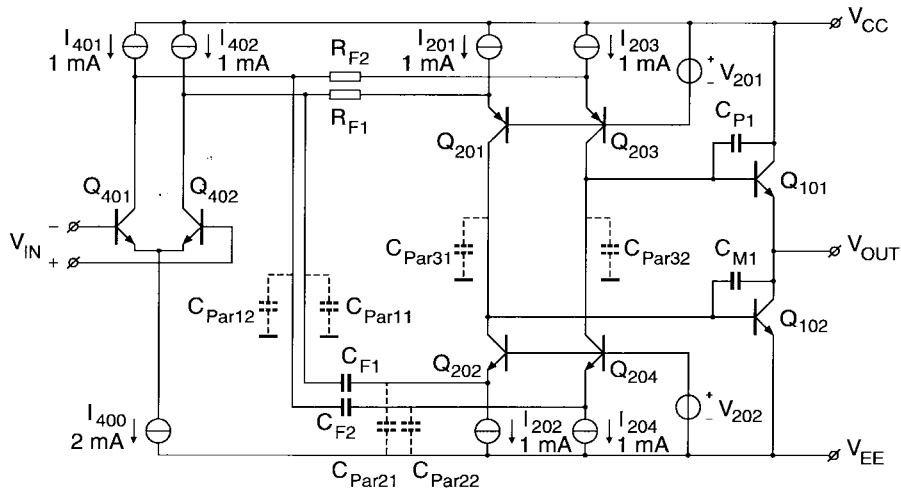 I401
1 mA
I402
1 mA
RF2
RF1
I201
1 mA
I203
1 mA
+
-
V201
VCC
CP1
Q201
Q203
Q101
Q401
Q402
VIN
-
+
CPar31
CPar32
CM1
VOUT
CPar12
CPar11
Q102
Q202
Q204
CF1
CF2
+
-
V202
I400
2 mA
I202
1 mA
I204
1 mA
CPar21
CPar22
VEE